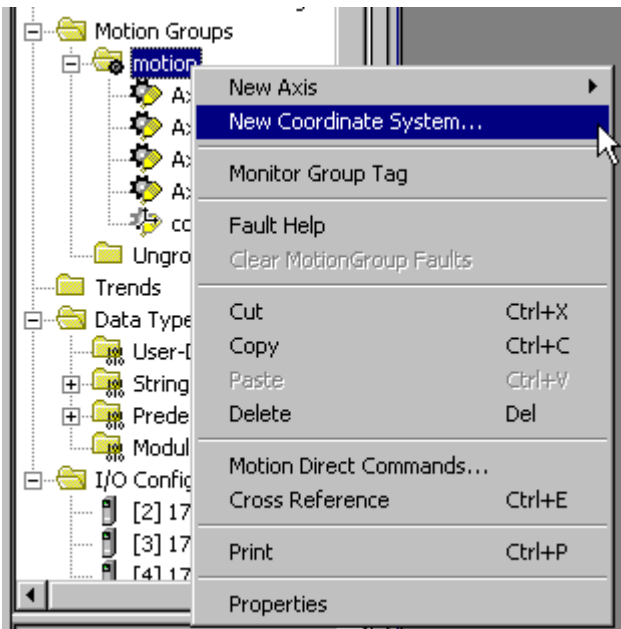 Motion Groups
motion
New Axis
New Coordinate System...
Monitor Group Tag
Fault Help
Clear MotionGroup Faults
Trends
Cut Ctrl+X
Data Type
Copy Ctrl+C
User-
Paste Ctrl+V
String
Delete Del
Prede
Modul
Motion Direct Commands...
I/O Config
Cross Reference Ctrl+E
[2] 17
[3] 17
Print Ctrl+P
[4] 17
Properties